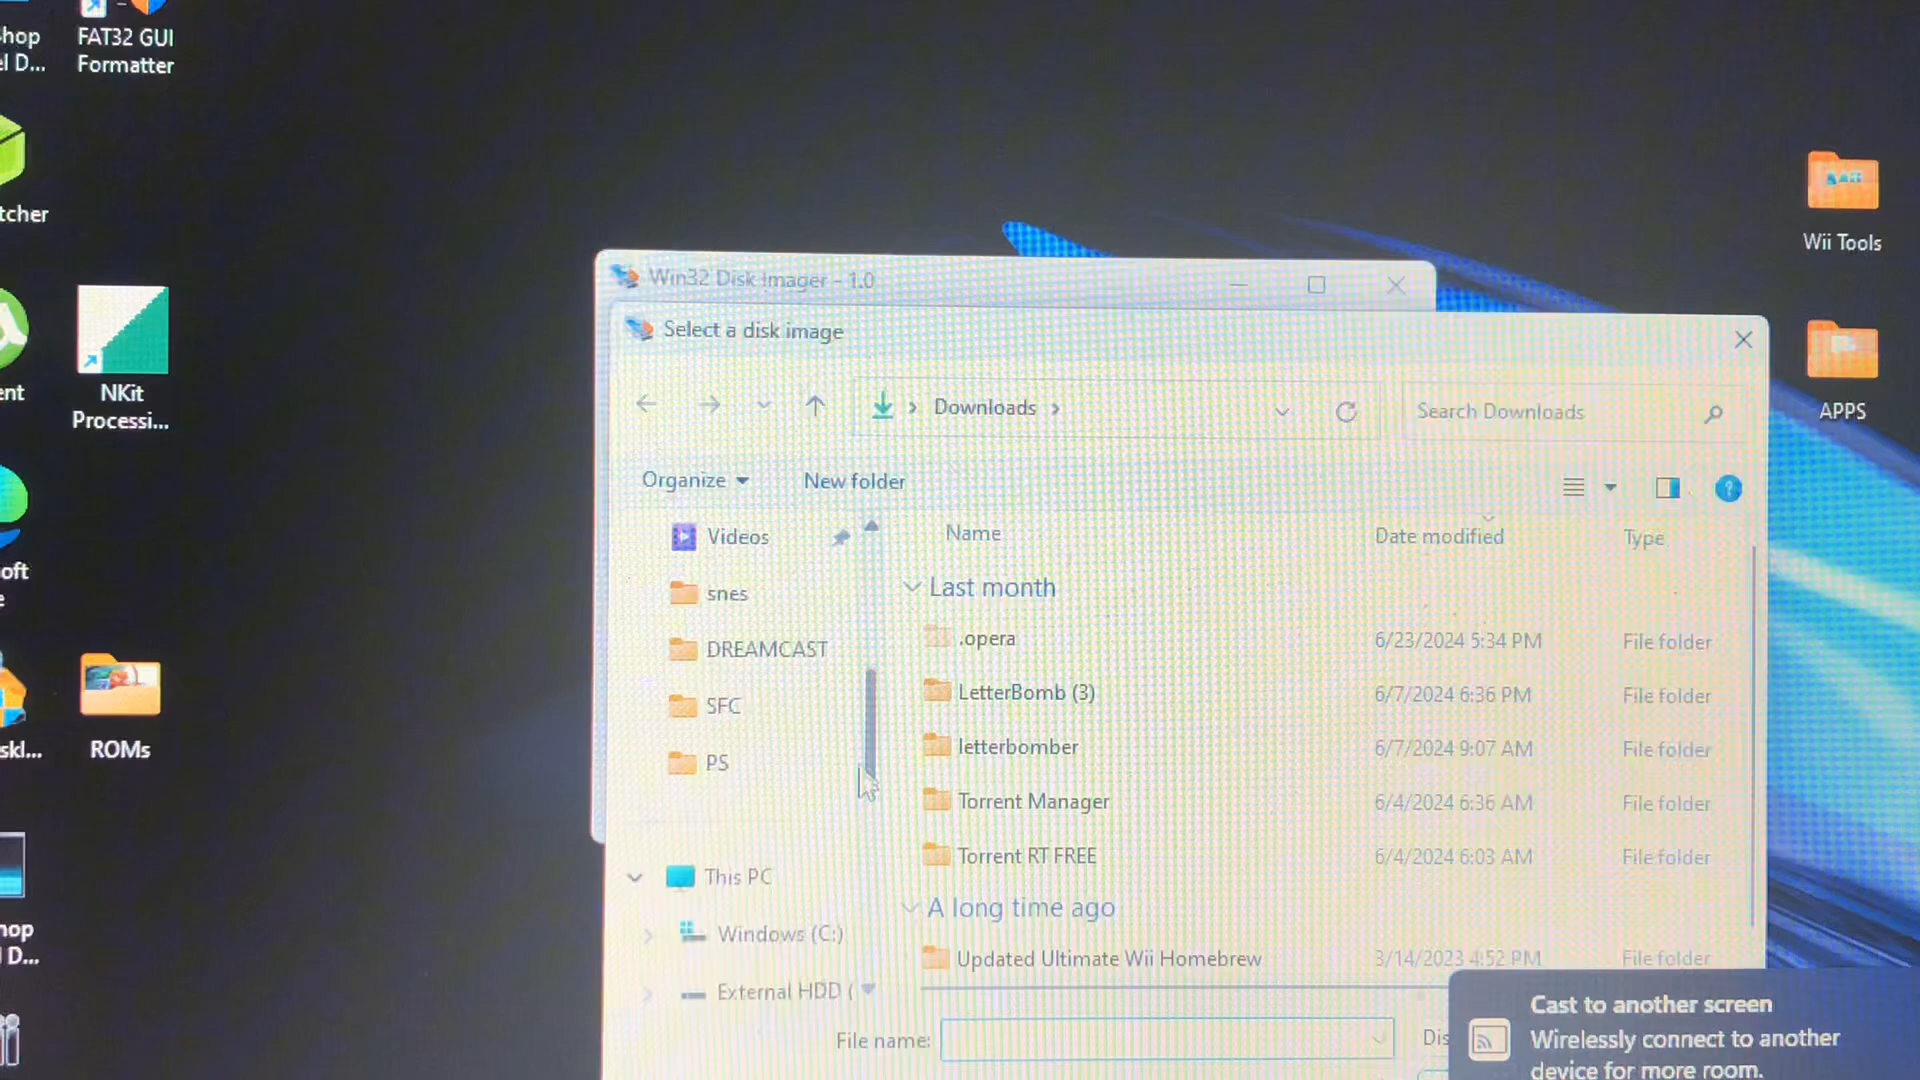 hop
el D...
FAT32 GUI
Formatter
tcher
NKit
Processi...
ent
oft
e
skl...
ROMs
hop
D...
Wii Tools
APPS
Win32 Disk Imager - 1.0
Select a disk image
Downloads
Search Downloads
Organize
New folder
Name
Date modified
Type
Videos
snes
DREAMCAST
SFC
PS
This PC
Windows (C:)
External HDD (
Last month
.opera 6/23/2024 5:34 PM File folder
LetterBomb (3) 6/7/2024 6:36 PM File folder
letterbomber 6/7/2024 9:07 AM File folder
Torrent Manager 6/4/2024 6:36 AM File folder
Torrent RT FREE 6/4/2024 6:03 AM File folder
A long time ago
Updated Ultimate Wii Homebrew 3/14/2023 4:52 PM File folder
File name:
Dis
Cast to another screen
Wirelessly connect to another
device for more room.